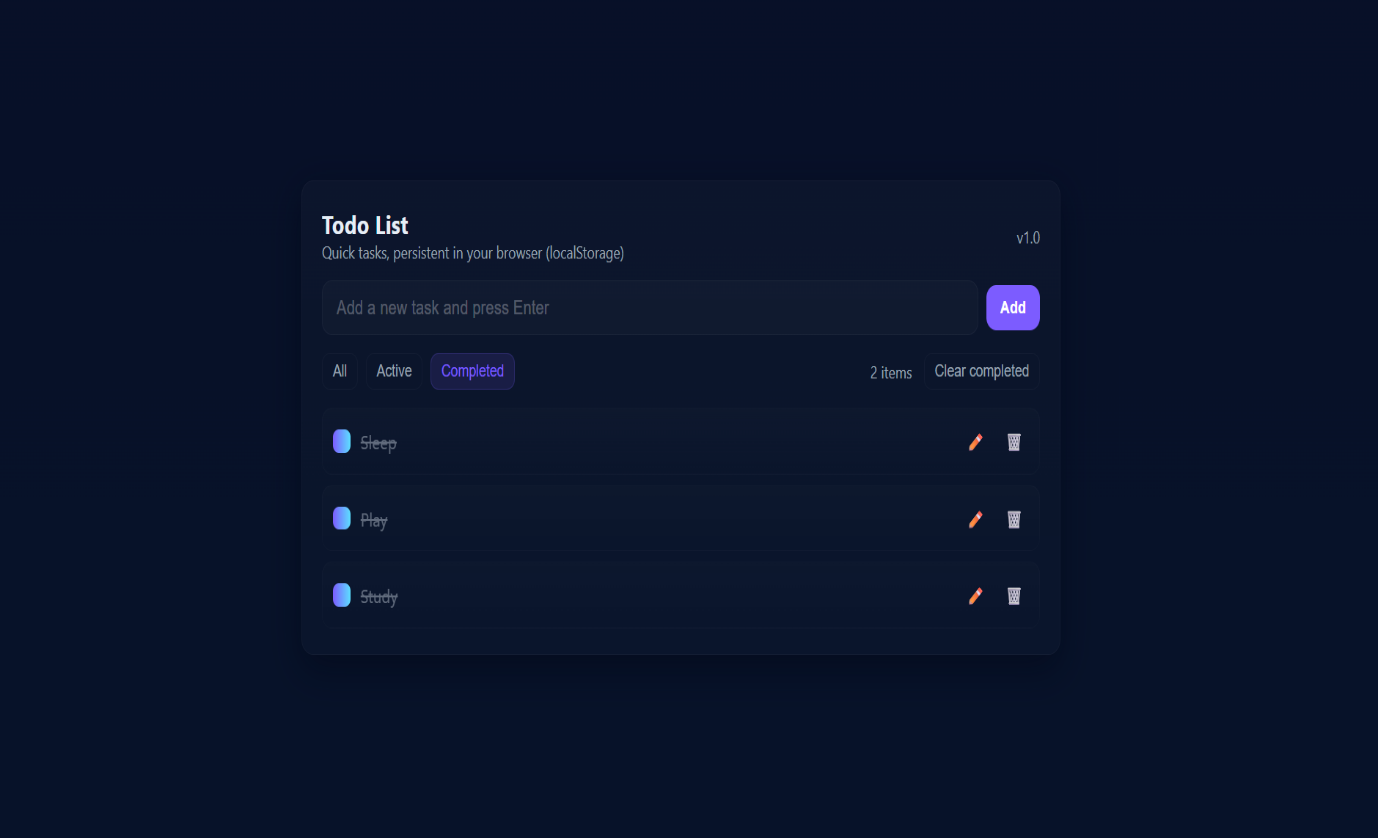 Todo List
Quick tasks, persistent in your browser (localStorage)
v1.0
Add a new task and press Enter
Add
All
Active
Completed
2 items
Clear completed
Sleep
Play
Study